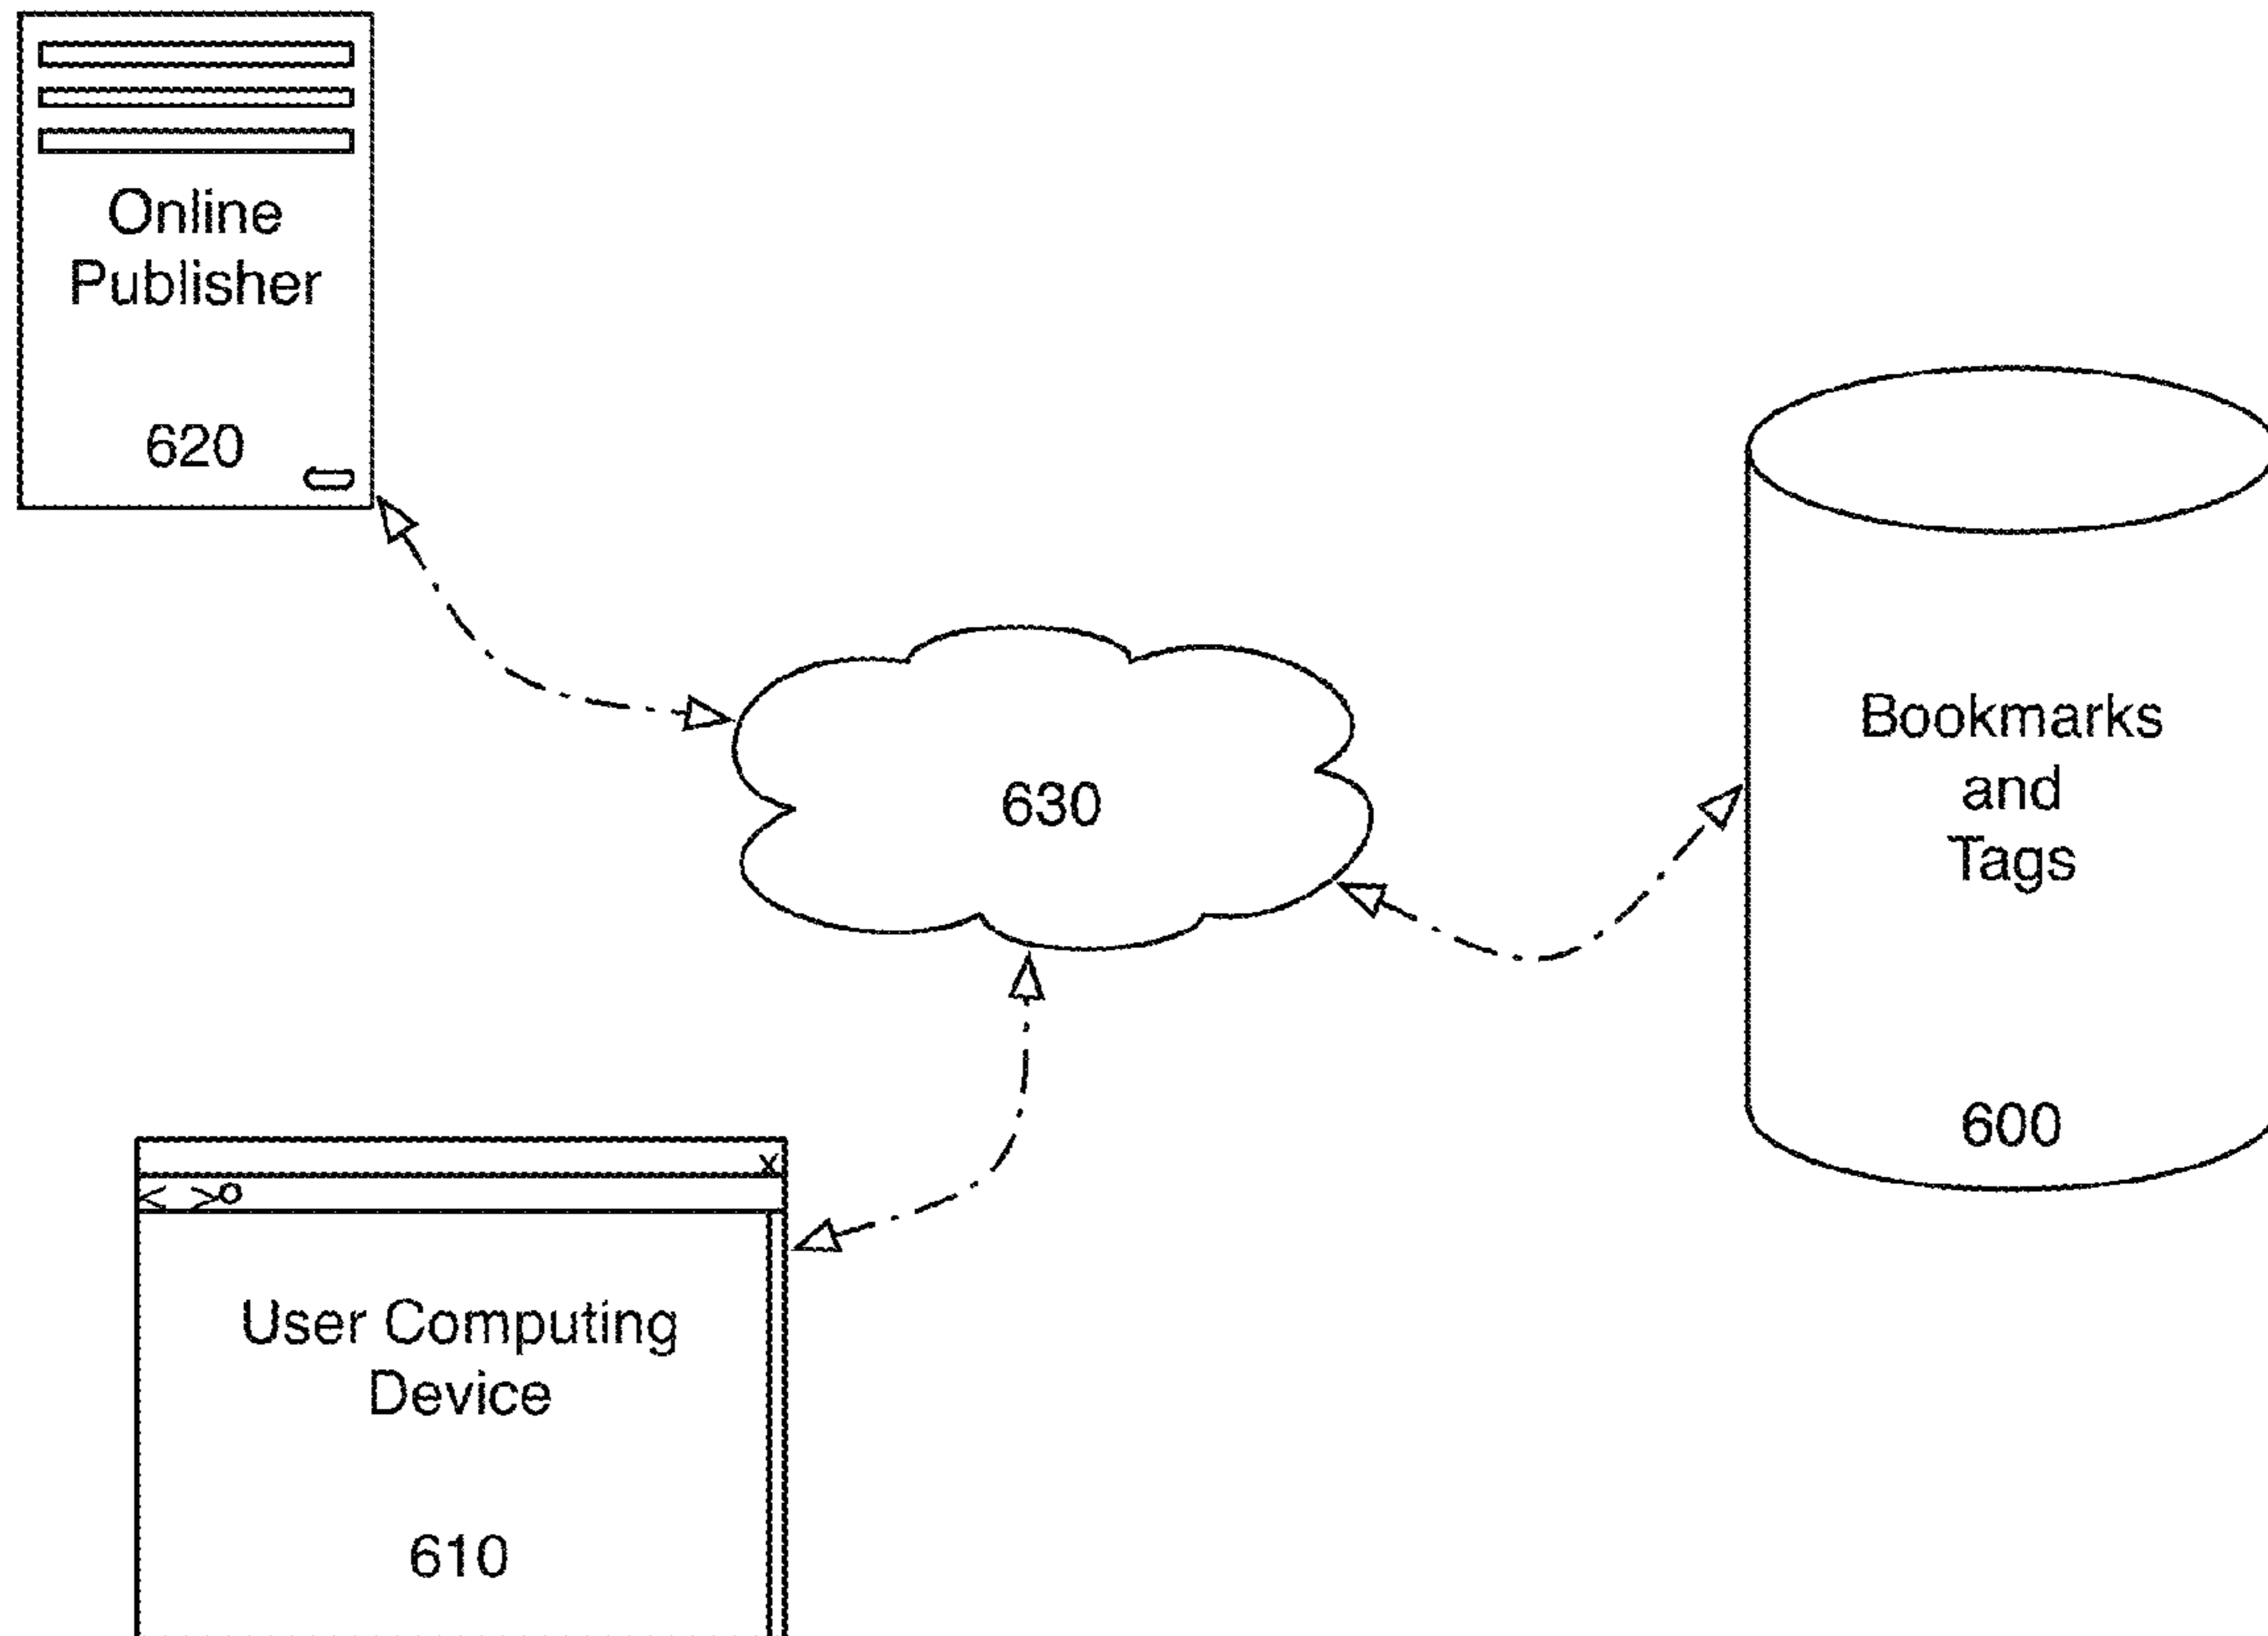 Online
Publisher
620
630
Bookmarks
and
Tags
600
x
< >o
User Computing
Device
610